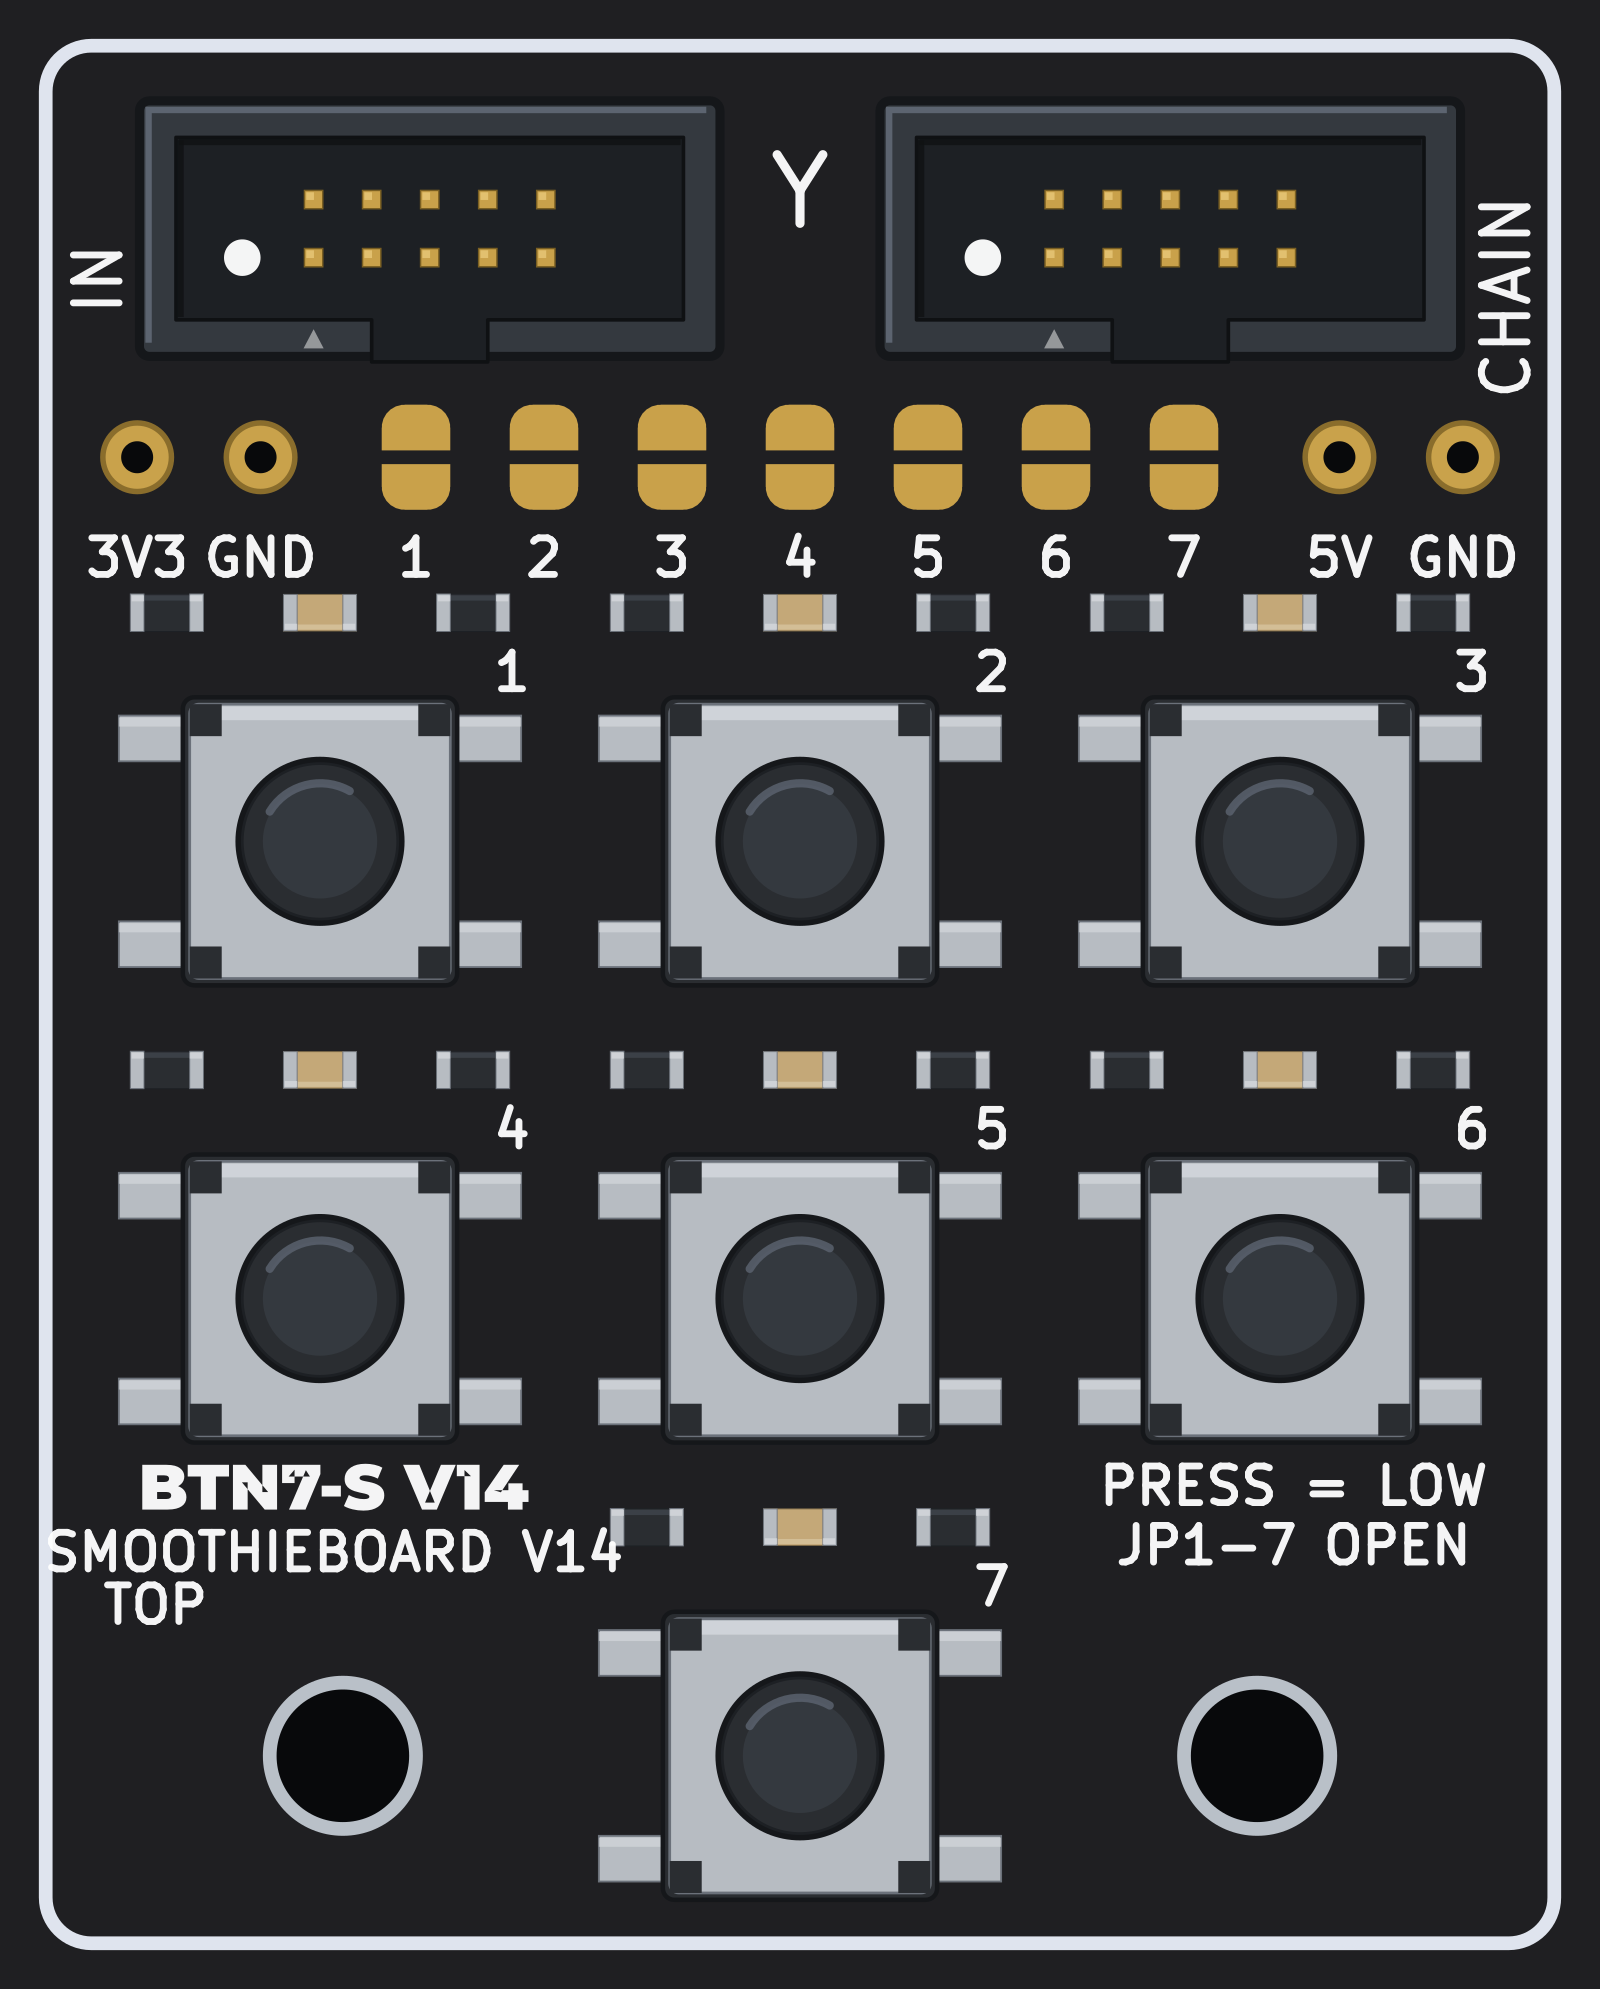 Y
IN
CHAIN
3V3 GND 1 2 3 4 5 6 7 5V GND
1 2 3
4 5 6
BTN7-S V14
PRESS = LOW
SMOOTHIEBOARD V14
JP1-7 OPEN
TOP
7